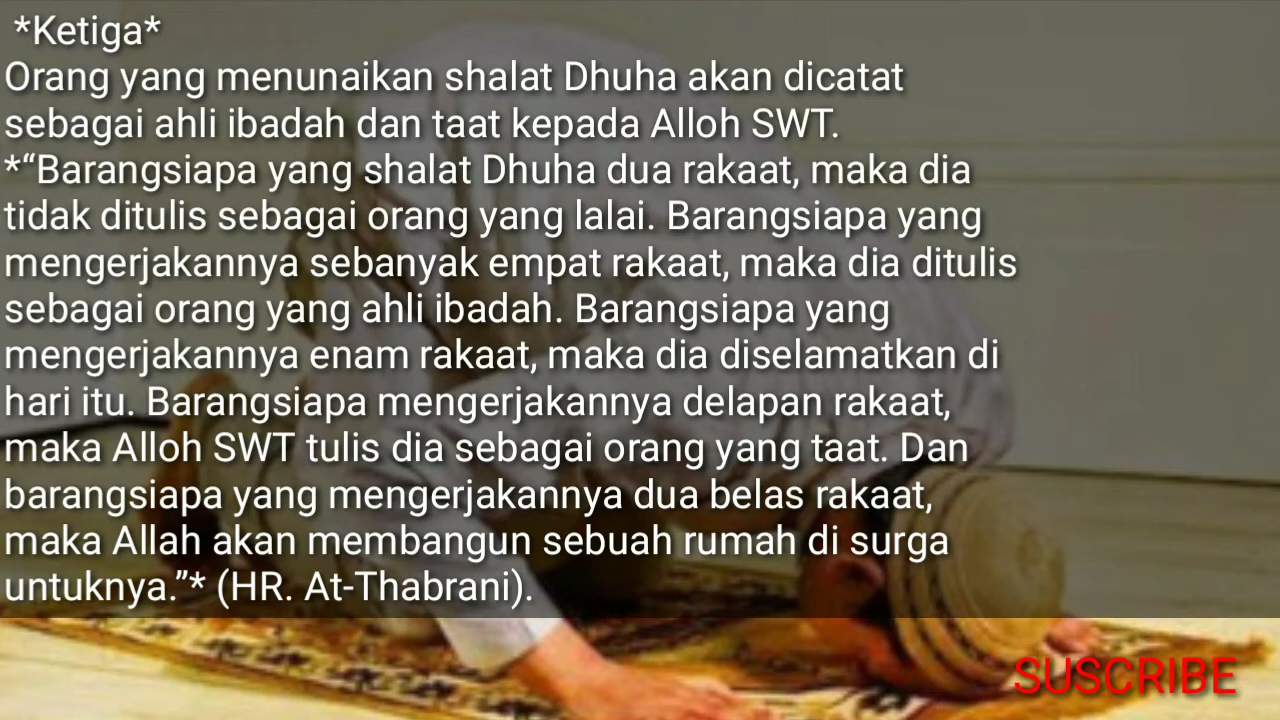 *Ketiga*
Orang yang menunaikan shalat Dhuha akan dicatat
sebagai ahli ibadah dan taat kepada Alloh SWT.
*“Barangsiapa yang shalat Dhuha dua rakaat, maka dia
tidak ditulis sebagai orang yang lalai. Barangsiapa yang
mengerjakannya sebanyak empat rakaat, maka dia ditulis
sebagai orang yang ahli ibadah. Barangsiapa yang
mengerjakannya enam rakaat, maka dia diselamatkan di
hari itu. Barangsiapa mengerjakannya delapan rakaat,
maka Alloh SWT tulis dia sebagai orang yang taat. Dan
barangsiapa yang mengerjakannya dua belas rakaat,
maka Allah akan membangun sebuah rumah di surga
untuknya.”* (HR. At-Thabrani).
SUSCRIBE